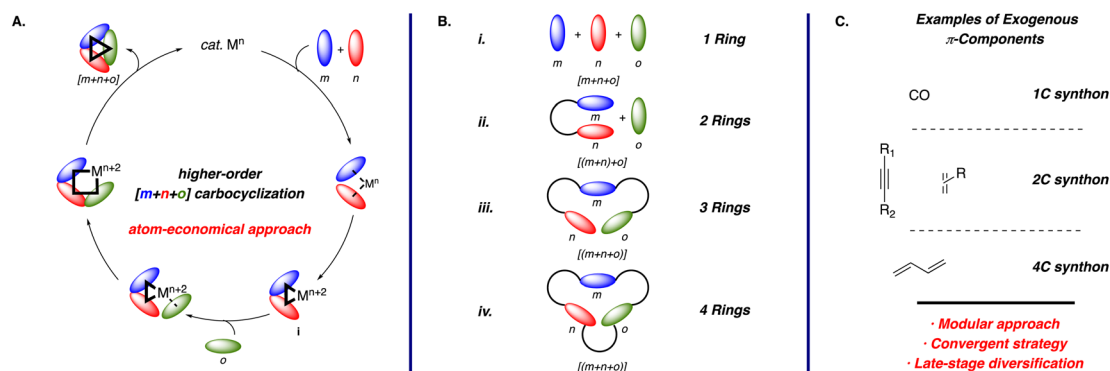 A.
cat. Mⁿ
[m+n+o]
m + n
Mⁿ⁺²
higher-order
[m+n+o] carbocyclization
atom-economical approach
Mⁿ
Mⁿ⁺²
Mⁿ⁺²
i
o
B.
i.
+ +
1 Ring
m n o
[m+n+o]
ii.
m
+
n
o
2 Rings
[(m+n)+o]
iii.
m
3 Rings
n o
[(m+n+o)]
iv.
m
4 Rings
n o
[(m+n+o)]
C.
Examples of Exogenous
π-Components
CO
1C synthon
R₁
R
2C synthon
R₂
4C synthon
· Modular approach
· Convergent strategy
· Late-stage diversification